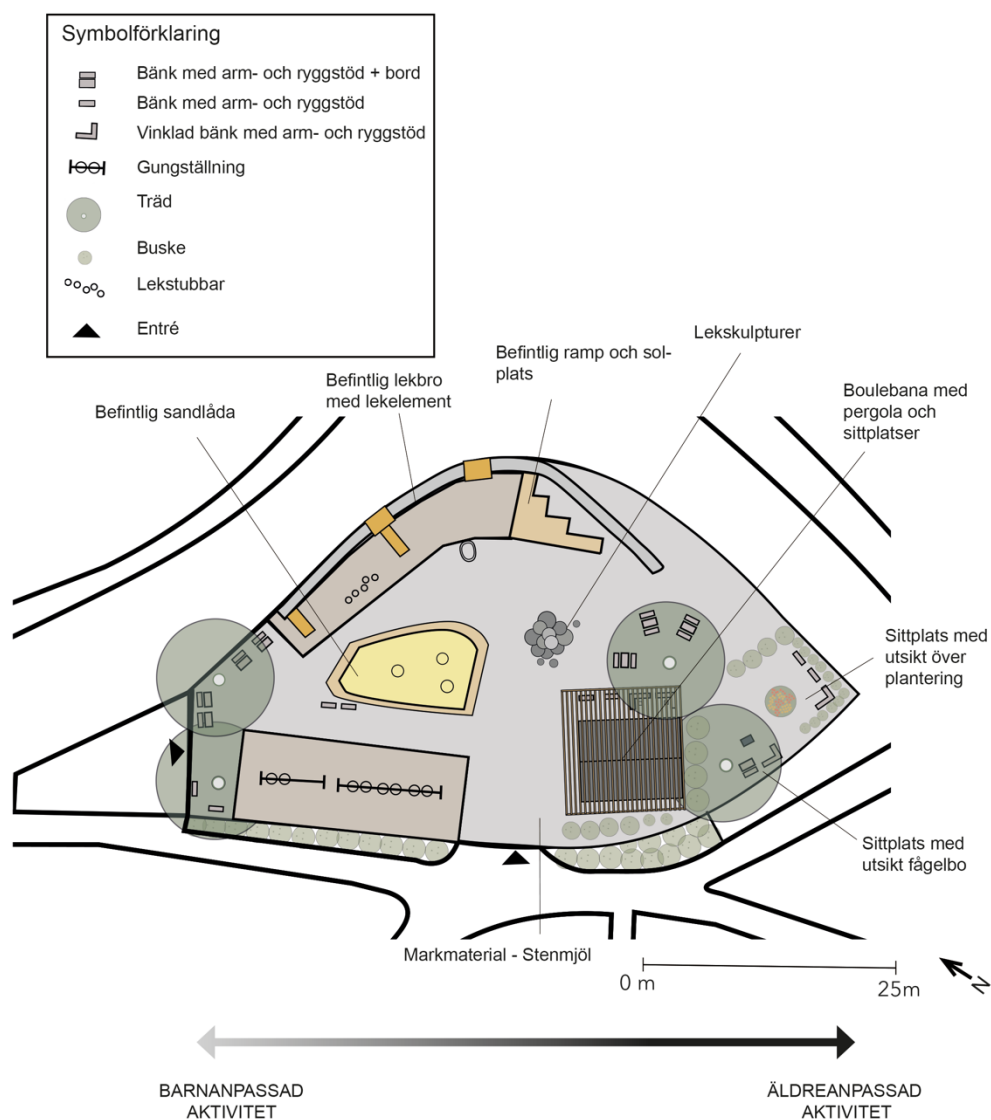 Symbolförklaring
Bänk med arm- och ryggstöd + bord
Bänk med arm- och ryggstöd
Vinklad bänk med arm- och ryggstöd
Gungställning
Träd
Buske
Lekstubbar
Entré
Befintlig sandlåda
Befintlig lekbro
med lekelement
Befintlig ramp och sol-
plats
Lekskulpturer
Boulebana med
pergola och
sittplatser
Sittplats med
utsikt över
plantering
Sittplats med
utsikt fågelbo
Markmaterial - Stenmjöl
0 m
25m
N
BARNANPASSAD
AKTIVITET
ÄLDREANPASSAD
AKTIVITET